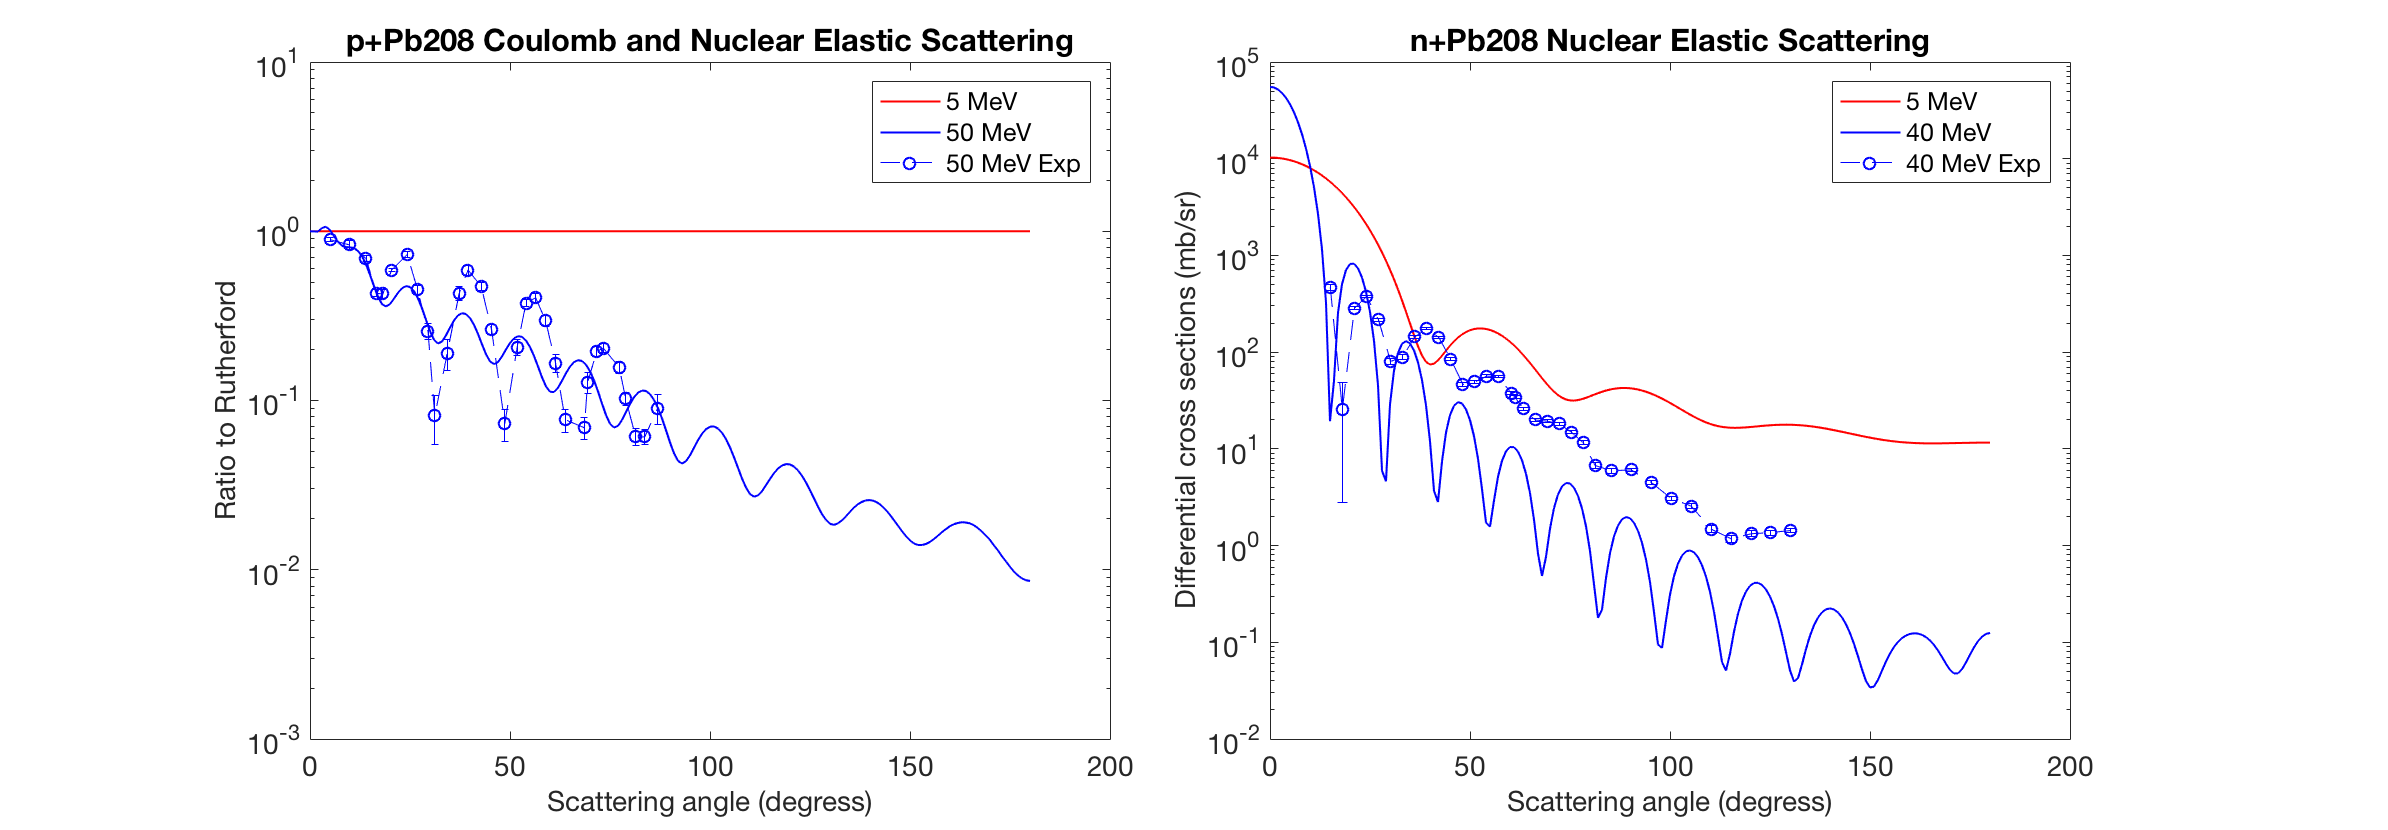 p+Pb208 Coulomb and Nuclear Elastic Scattering
5 MeV
50 MeV
50 MeV Exp
Ratio to Rutherford
10^1
10^0
10^-1
10^-2
10^-3
0 50 100 150 200
Scattering angle (degress)
n+Pb208 Nuclear Elastic Scattering
5 MeV
40 MeV
40 MeV Exp
Differential cross sections (mb/sr)
10^5
10^4
10^3
10^2
10^1
10^0
10^-1
10^-2
0 50 100 150 200
Scattering angle (degress)